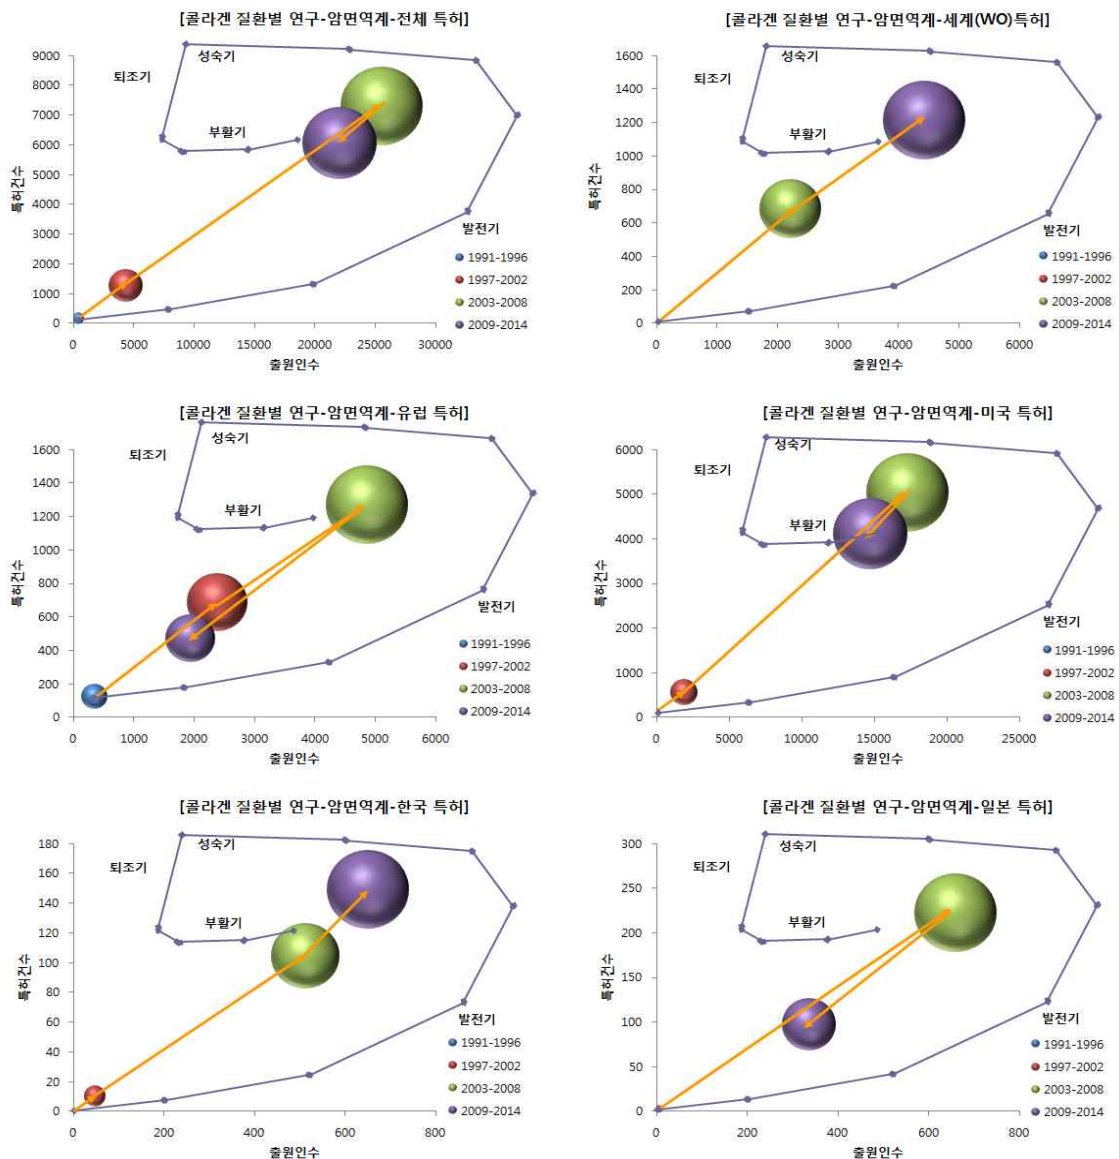 [콜라겐 질환별 연구-암면역계-전체 특허]
9000
8000
7000
6000
5000
4000
3000
2000
1000
0
특허건수
퇴조기
성숙기
부활기
발전기
1991-1996
1997-2002
2003-2008
2009-2014
0 5000 10000 15000 20000 25000 30000
출원인수
[콜라겐 질환별 연구-암면역계-세계(WO)특허]
1600
1400
1200
1000
800
600
400
200
0
특허건수
퇴조기
성숙기
부활기
발전기
1991-1996
1997-2002
2003-2008
2009-2014
0 1000 2000 3000 4000 5000 6000
출원인수
[콜라겐 질환별 연구-암면역계-유럽 특허]
1600
1400
1200
1000
800
600
400
200
0
특허건수
퇴조기
성숙기
부활기
발전기
1991-1996
1997-2002
2003-2008
2009-2014
0 1000 2000 3000 4000 5000 6000
출원인수
[콜라겐 질환별 연구-암면역계-미국 특허]
6000
5000
4000
3000
2000
1000
0
특허건수
퇴조기
성숙기
부활기
발전기
1991-1996
1997-2002
2003-2008
2009-2014
0 5000 10000 15000 20000 25000
출원인수
[콜라겐 질환별 연구-암면역계-한국 특허]
180
160
140
120
100
80
60
40
20
0
특허건수
퇴조기
성숙기
부활기
발전기
1991-1996
1997-2002
2003-2008
2009-2014
0 200 400 600 800
출원인수
[콜라겐 질환별 연구-암면역계-일본 특허]
300
250
200
150
100
50
0
특허건수
퇴조기
성숙기
부활기
발전기
1991-1996
1997-2002
2003-2008
2009-2014
0 200 400 600 800
출원인수